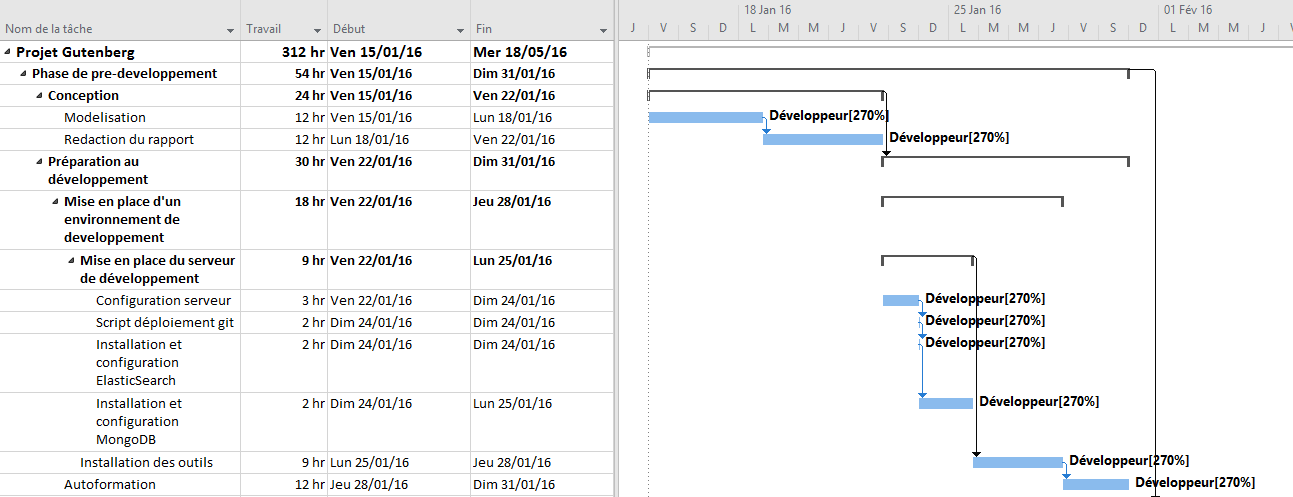 18 Jan 16 25 Jan 16 01 Fév 16
Nom de la tâche Travail Début Fin J V S D L M M J V S D L M M J V S D L M M J V
Projet Gutenberg 312 hr Ven 15/01/16 Mer 18/05/16
Phase de pre-developpement 54 hr Ven 15/01/16 Dim 31/01/16
Conception 24 hr Ven 15/01/16 Ven 22/01/16
Modelisation 12 hr Ven 15/01/16 Lun 18/01/16 Développeur[270%]
Redaction du rapport 12 hr Lun 18/01/16 Ven 22/01/16 Développeur[270%]
Préparation au 30 hr Ven 22/01/16 Dim 31/01/16
développement
Mise en place d'un 18 hr Ven 22/01/16 Jeu 28/01/16
environnement de
developpement
Mise en place du serveur 9 hr Ven 22/01/16 Lun 25/01/16
de développement
Configuration serveur 3 hr Ven 22/01/16 Dim 24/01/16 Développeur[270%]
Script déploiement git 2 hr Dim 24/01/16 Dim 24/01/16 Développeur[270%]
Installation et 2 hr Dim 24/01/16 Dim 24/01/16 Développeur[270%]
configuration
ElasticSearch
Installation et 2 hr Dim 24/01/16 Lun 25/01/16 Développeur[270%]
configuration
MongoDB
Installation des outils 9 hr Lun 25/01/16 Jeu 28/01/16 Développeur[270%]
Autoformation 12 hr Jeu 28/01/16 Dim 31/01/16 Développeur[270%]